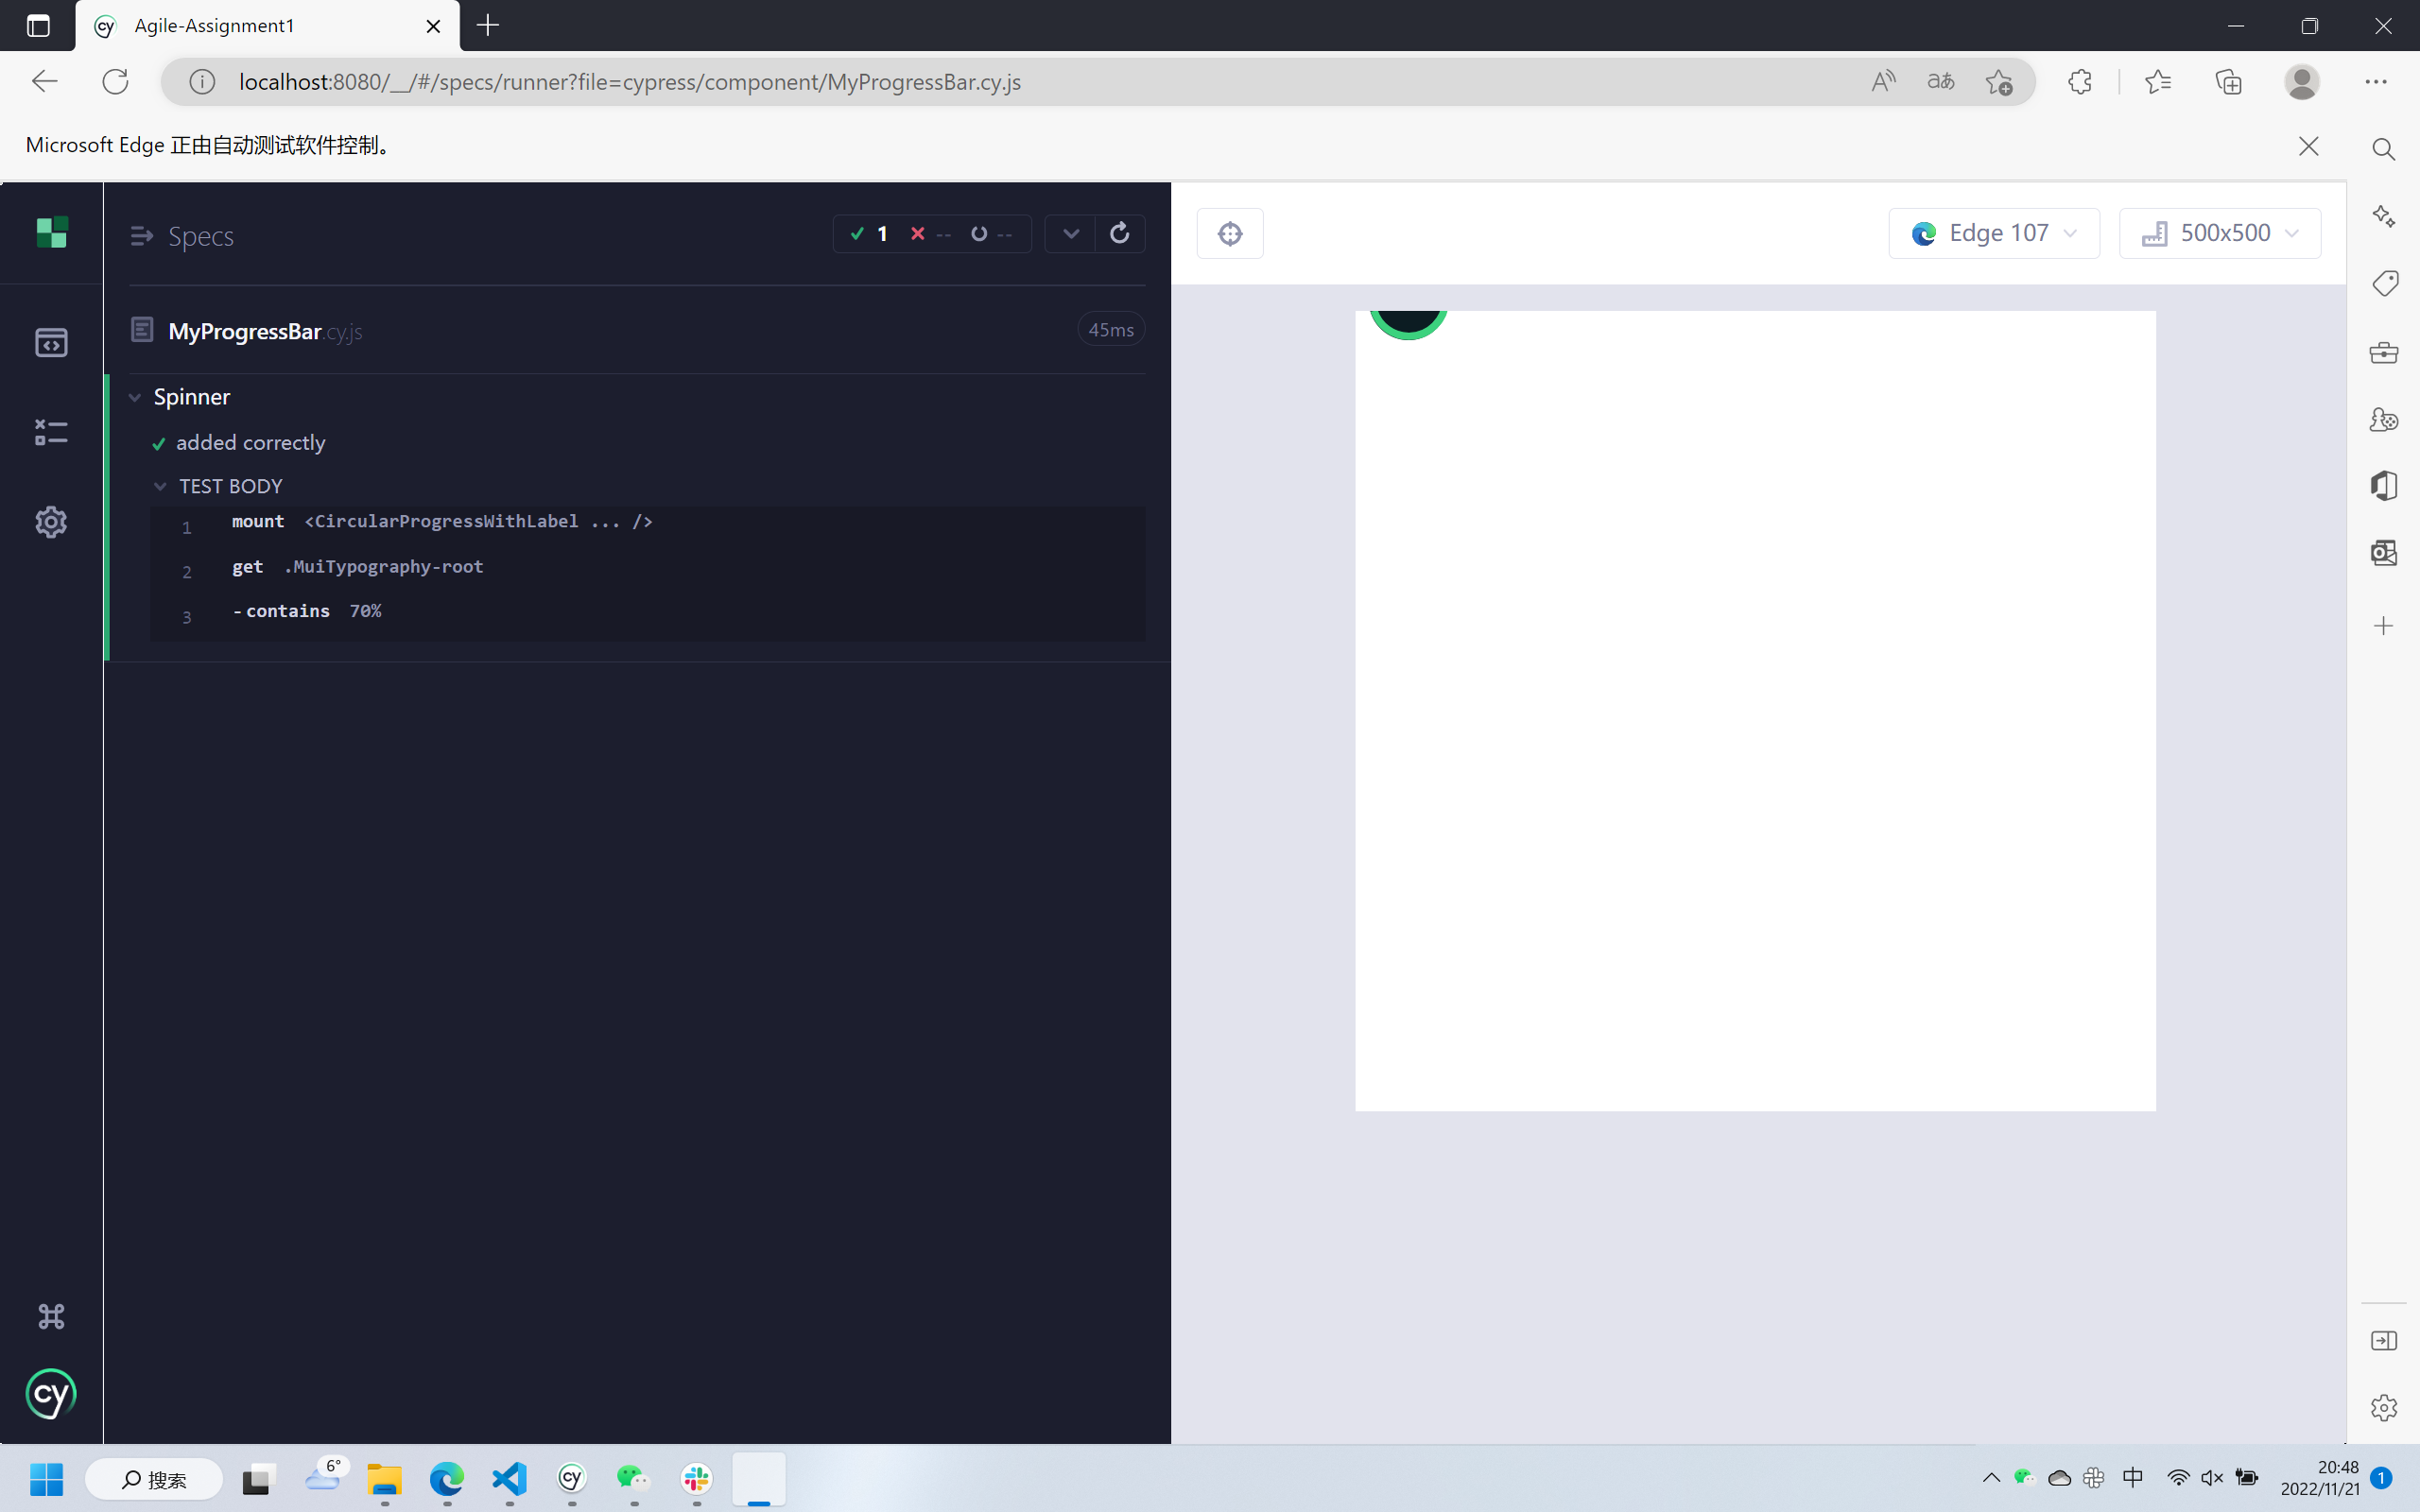 Agile-Assignment1
localhost:8080/__/#/specs/runner?file=cypress/component/MyProgressBar.cy.js
Microsoft Edge 正由自动测试软件控制。
Specs
1 -- --
Edge 107
500x500
MyProgressBar.cy.js
45ms
Spinner
added correctly
TEST BODY
1 mount <CircularProgressWithLabel ... />
2 get .MuiTypography-root
3 -contains 70%
cy
搜索
6°
中
20:48
2022/11/21
1